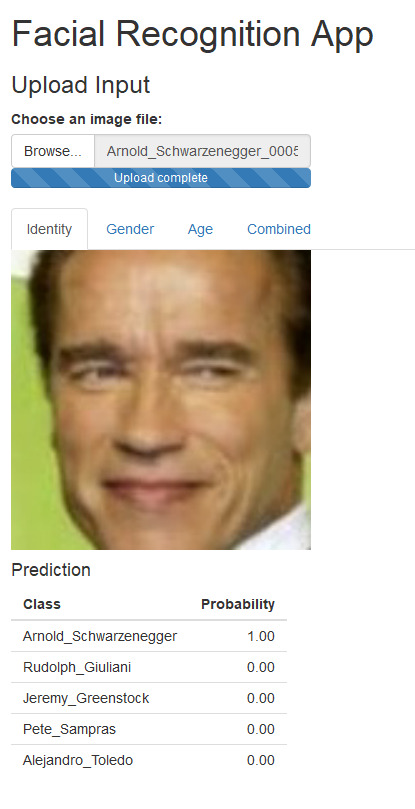 Facial Recognition App
Upload Input
Choose an image file:
Browse... Arnold_Schwarzenegger_0005
Upload complete
Identity Gender Age Combined
Prediction
Class Probability
Arnold_Schwarzenegger 1.00
Rudolph_Giuliani 0.00
Jeremy_Greenstock 0.00
Pete_Sampras 0.00
Alejandro_Toledo 0.00